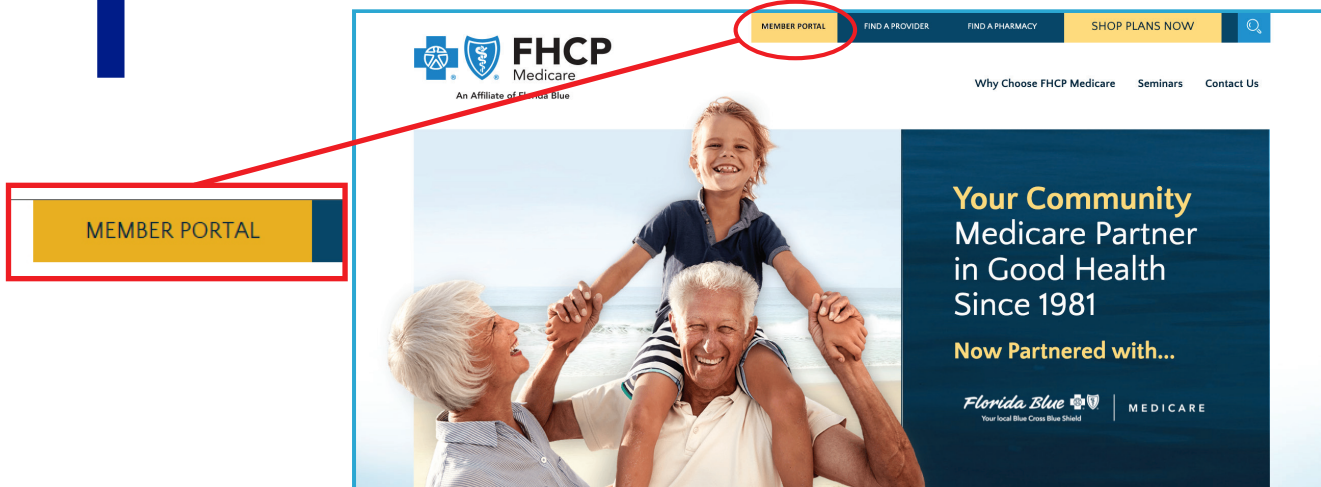 MEMBER PORTAL
FIND A PROVIDER
FIND A PHARMACY
SHOP PLANS NOW
FHCP
Medicare
An Affiliate of Florida Blue
Why Choose FHCP Medicare
Seminars
Contact Us
MEMBER PORTAL
Your Community
Medicare Partner
in Good Health
Since 1981
Now Partnered with...
Florida Blue
Your local Blue Cross Blue Shield
MEDICARE